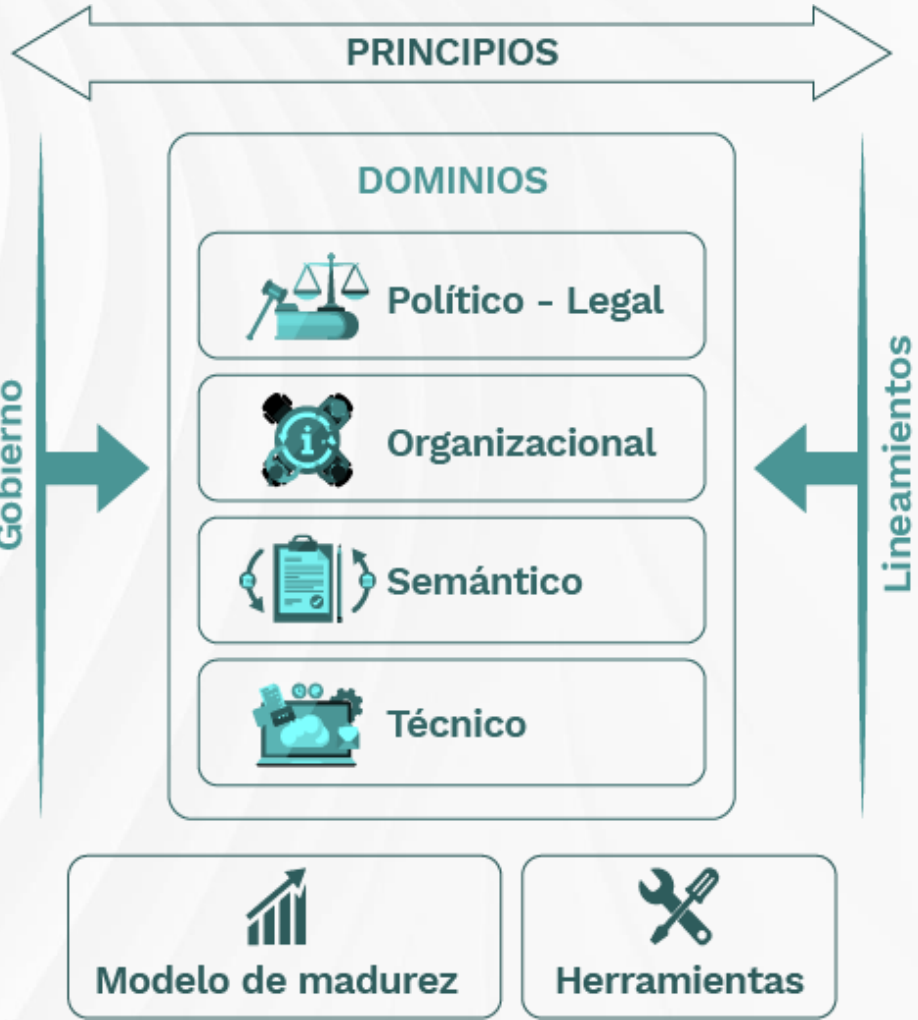 PRINCIPIOS
DOMINIOS
Político - Legal
Organizacional
Semántico
Técnico
Gobierno
Lineamientos
Modelo de madurez
Herramientas